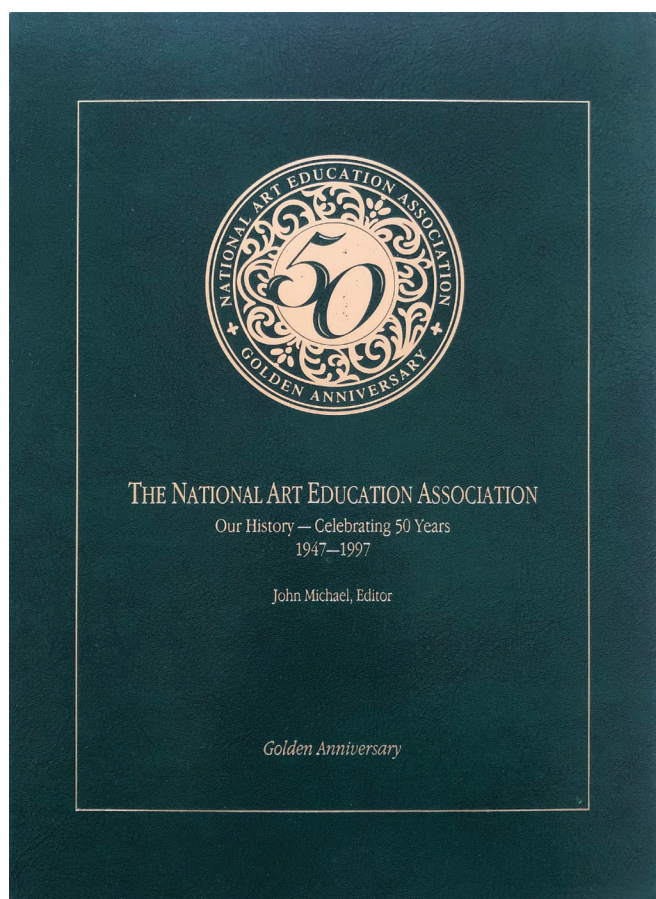 NATIONAL ART EDUCATION ASSOCIATION
50
GOLDEN ANNIVERSARY
THE NATIONAL ART EDUCATION ASSOCIATION
Our History — Celebrating 50 Years
1947—1997
John Michael, Editor
Golden Anniversary